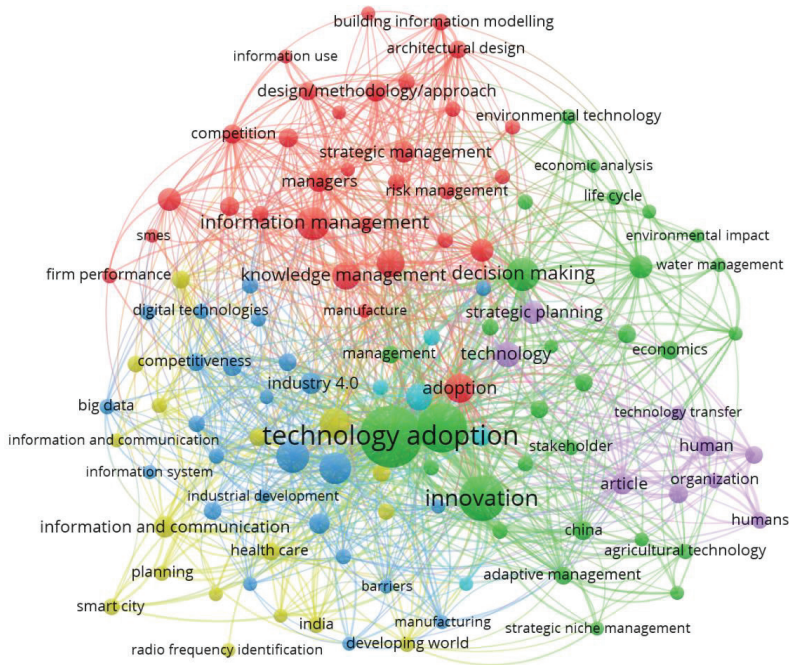 building information modelling
architectural design
information use
design/methodology/approach
environmental technology
competition
strategic management
economic analysis
managers
risk management
life cycle
information management
smes
environmental impact
water management
firm performance
knowledge management
decision making
digital technologies
manufacture
strategic planning
management
technology
economics
competitiveness
industry 4.0
adoption
big data
technology transfer
information and communication
technology adoption
stakeholder
human
information system
article
organization
industrial development
innovation
humans
information and communication
china
health care
agricultural technology
planning
adaptive management
barriers
smart city
india
manufacturing
strategic niche management
radio frequency identification
developing world